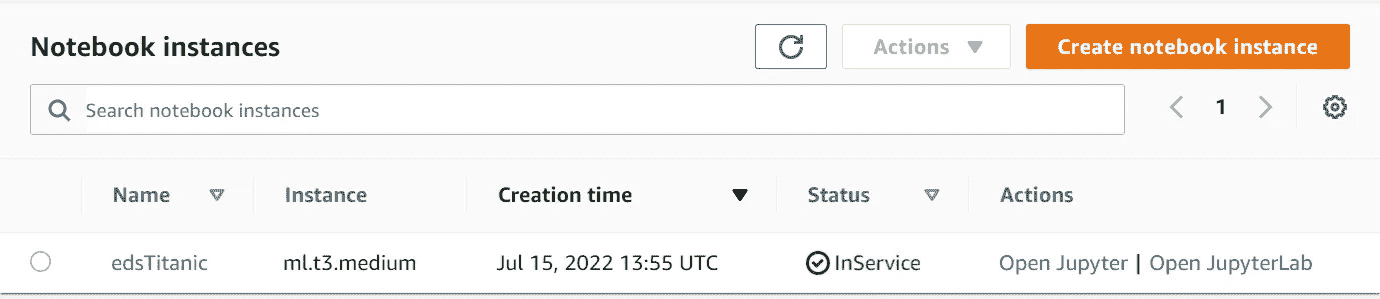 Notebook instances
Actions
Create notebook instance
Search notebook instances
1
Name Instance Creation time Status Actions
edsTitanic ml.t3.medium Jul 15, 2022 13:55 UTC InService Open Jupyter | Open JupyterLab